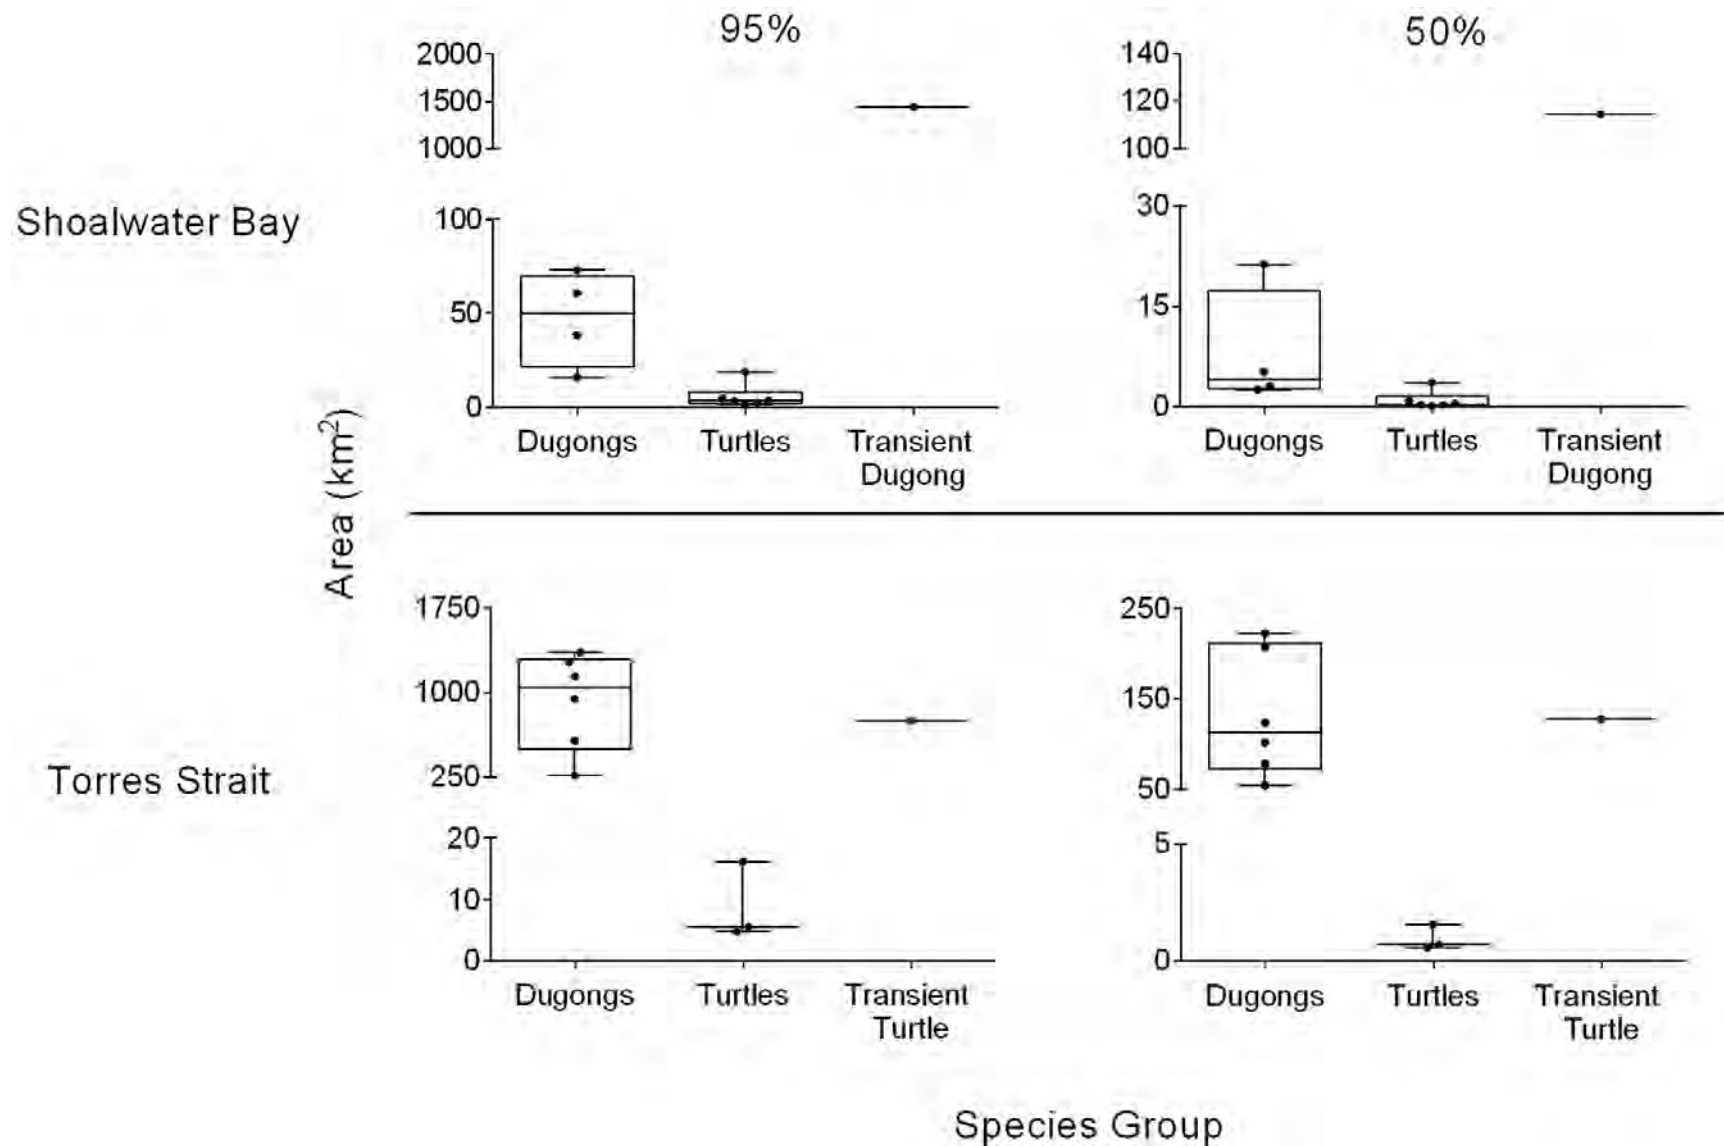 95%
50%
2000
1500
1000
100
50
0
Dugongs Turtles Transient
Dugong
140
120
100
30
15
0
Dugongs Turtles Transient
Dugong
Shoalwater Bay
Area (km²)
Torres Strait
1750
1000
250
20
10
0
Dugongs Turtles Transient
Turtle
250
150
50
5
0
Dugongs Turtles Transient
Turtle
Species Group